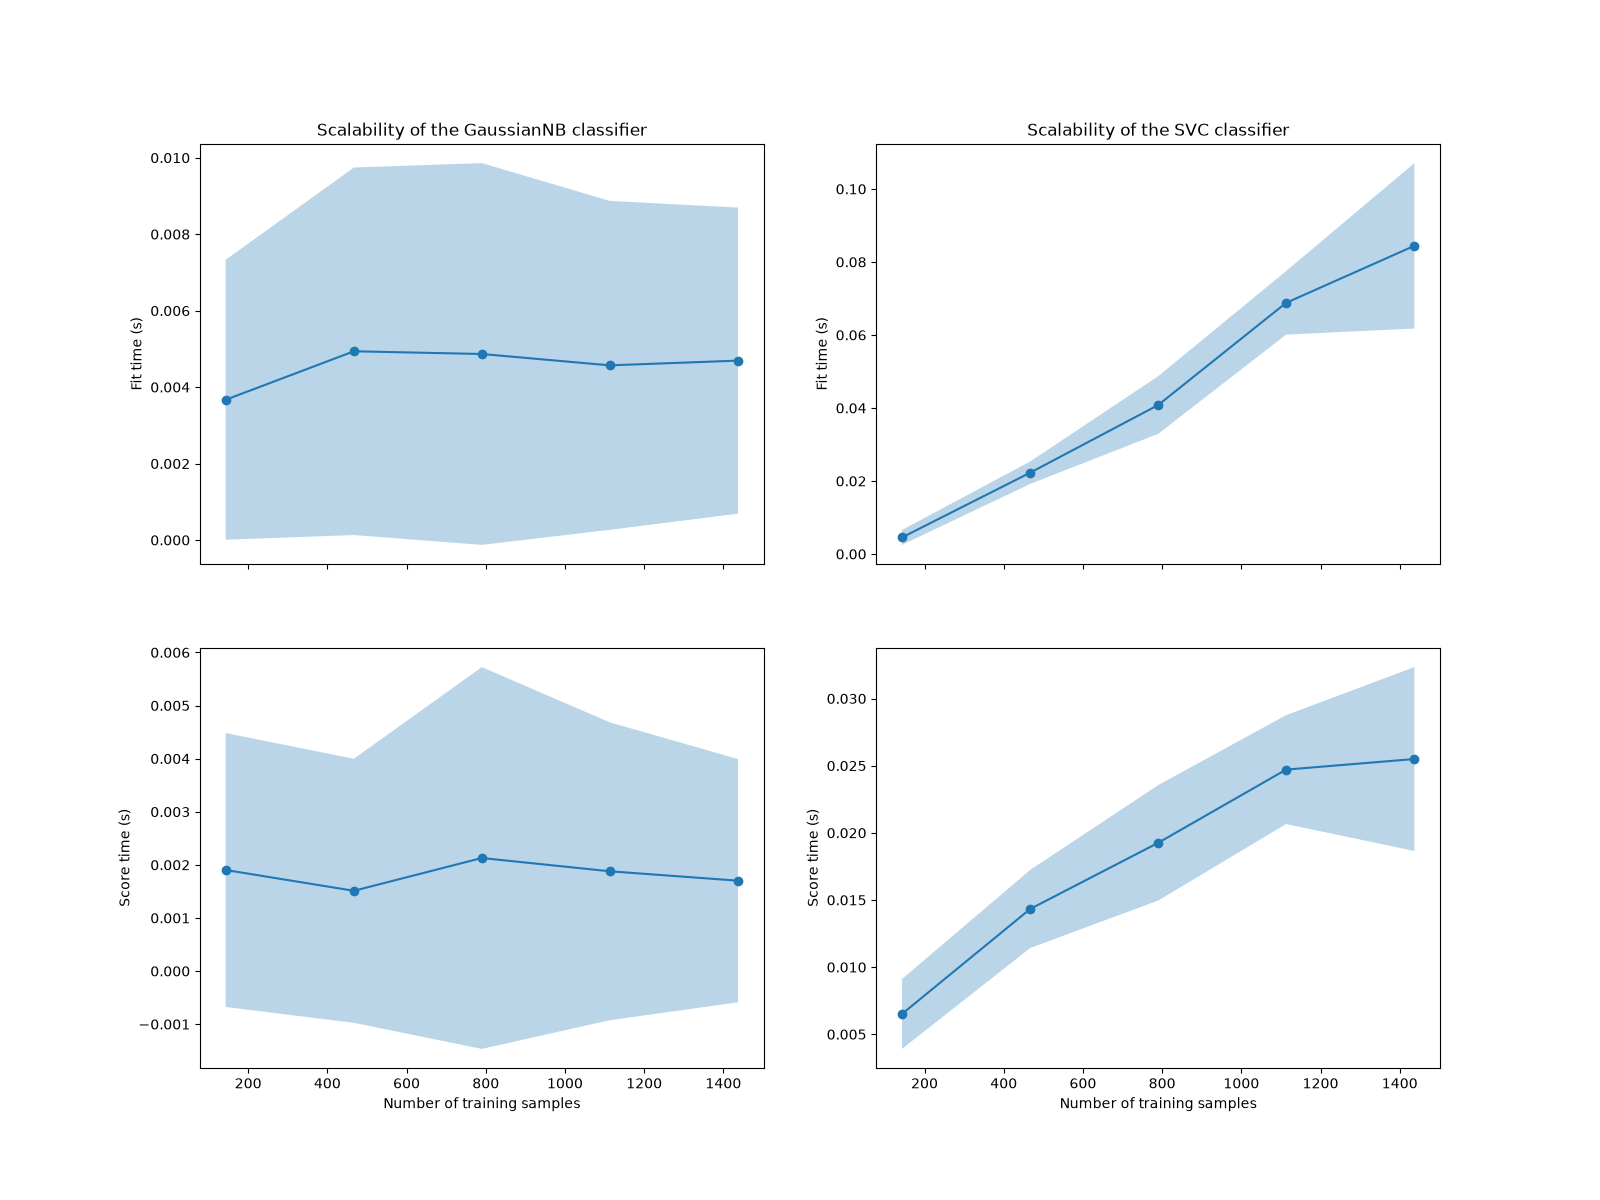 Scalability of the GaussianNB classifier
0.010
0.008
0.006
0.004
0.002
0.000
Fit time (s)
Scalability of the SVC classifier
0.10
0.08
0.06
0.04
0.02
0.00
Fit time (s)
0.006
0.005
0.004
0.003
0.002
0.001
0.000
−0.001
Score time (s)
200 400 600 800 1000 1200 1400
Number of training samples
0.030
0.025
0.020
0.015
0.010
0.005
Score time (s)
200 400 600 800 1000 1200 1400
Number of training samples